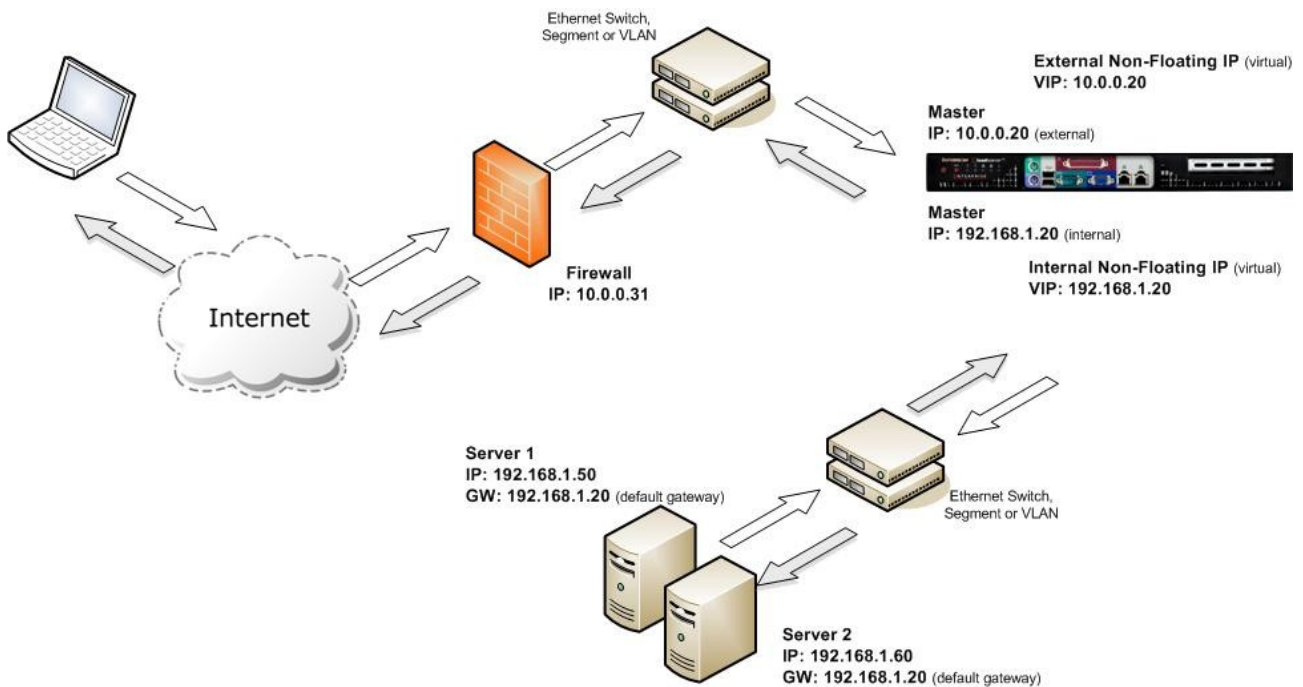 Ethernet Switch,
Segment or VLAN
External Non-Floating IP (virtual)
VIP: 10.0.0.20
Master
IP: 10.0.0.20 (external)
Master
IP: 192.168.1.20 (internal)
Internal Non-Floating IP (virtual)
VIP: 192.168.1.20
Firewall
IP: 10.0.0.31
Internet
Server 1
IP: 192.168.1.50
GW: 192.168.1.20 (default gateway)
Ethernet Switch,
Segment or VLAN
Server 2
IP: 192.168.1.60
GW: 192.168.1.20 (default gateway)